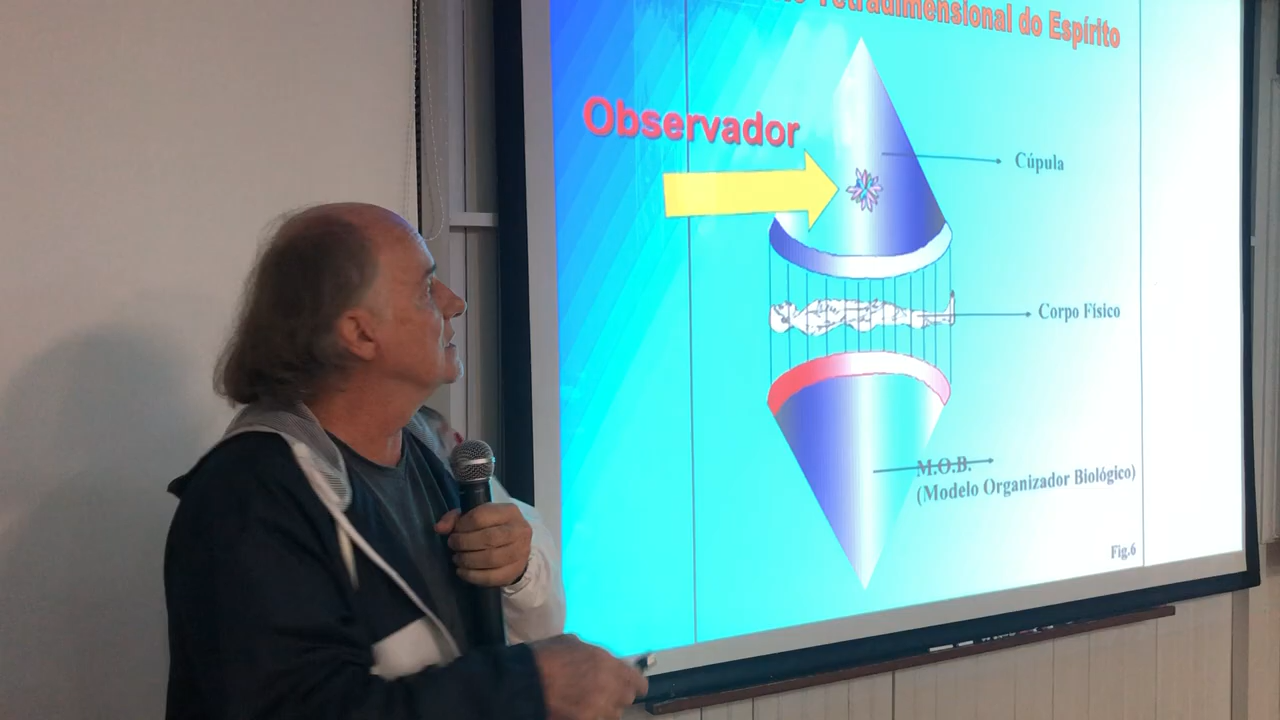 Tetradimensional do Espírito
Observador
Cúpula
Corpo Físico
M.O.B.
(Modelo Organizador Biológico)
Fig.6